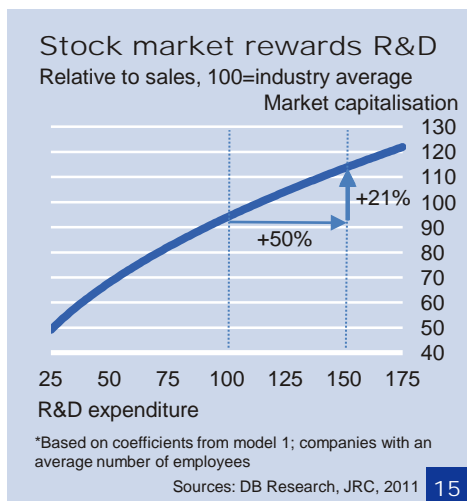 Stock market rewards R&D
Relative to sales, 100=industry average
Market capitalisation
130
120
110
100
90
80
70
60
50
40
+21%
+50%
25 50 75 100 125 150 175
R&D expenditure
*Based on coefficients from model 1; companies with an
average number of employees
Sources: DB Research, JRC, 2011 15